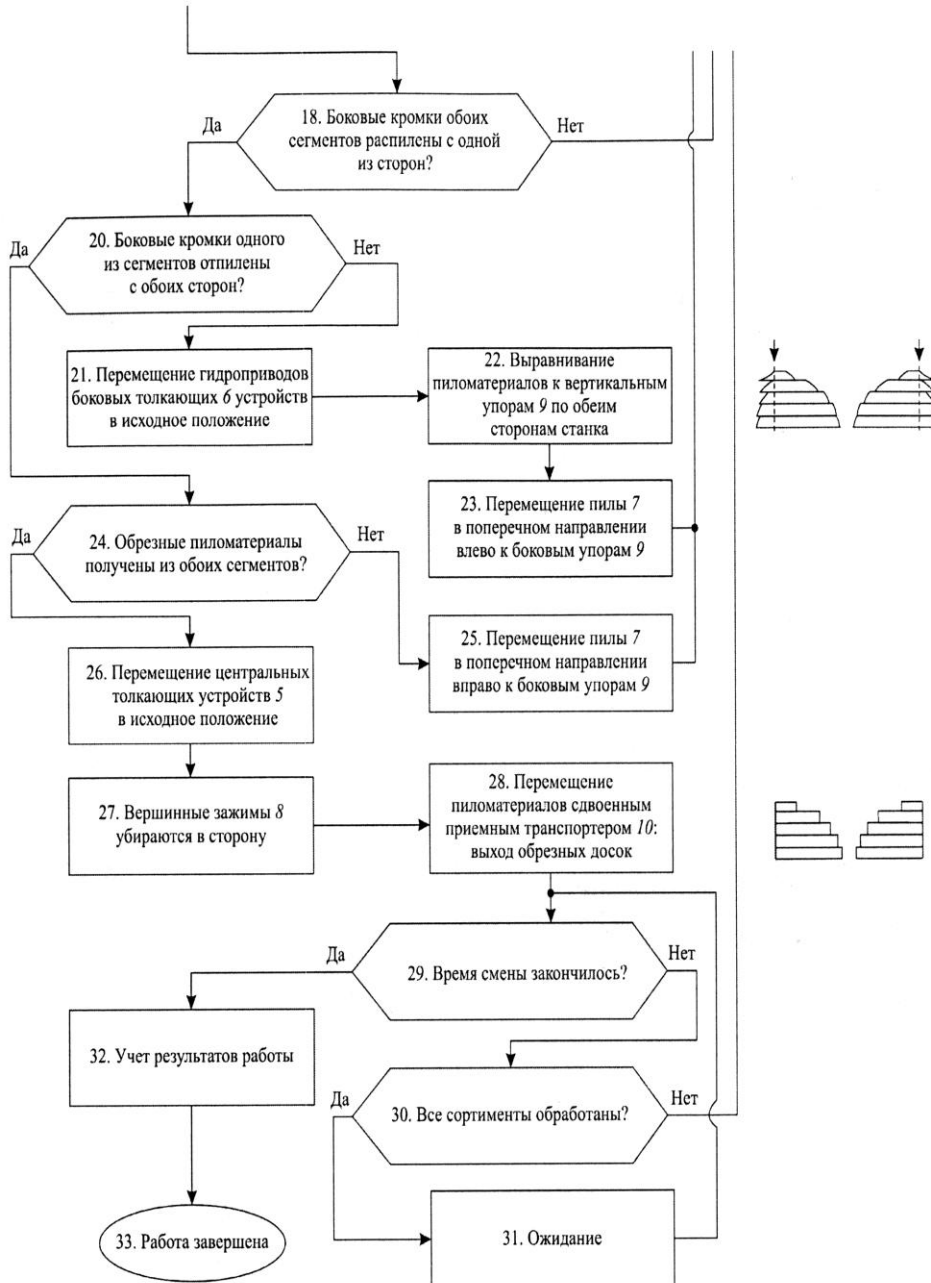 18. Боковые кромки обоих
сегментов распилены с одной
из сторон?
Да
Нет
20. Боковые кромки одного
из сегментов отпилены
с обоих сторон?
Да
Нет
21. Перемещение гидроприводов
боковых толкающих 6 устройств
в исходное положение
22. Выравнивание
пиломатериалов к вертикальным
упорам 9 по обеим
сторонам станка
23. Перемещение пилы 7
в поперечном направлении
влево к боковым упорам 9
24. Обрезные пиломатериалы
получены из обоих сегментов?
Да
Нет
25. Перемещение пилы 7
в поперечном направлении
вправо к боковым упорам 9
26. Перемещение центральных
толкающих устройств 5
в исходное положение
27. Вершинные зажимы 8
убираются в сторону
28. Перемещение
пиломатериалов сдвоенным
приемным транспортером 10:
выход обрезных досок
29. Время смены закончилось?
Да
Нет
32. Учет результатов работы
30. Все сортименты обработаны?
Да
Нет
33. Работа завершена
31. Ожидание